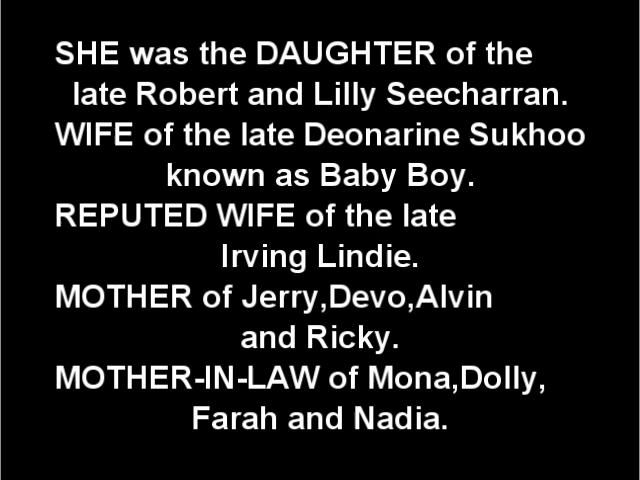 SHE was the DAUGHTER of the
late Robert and Lilly Seecharran.
WIFE of the late Deonarine Sukhoo
known as Baby Boy.
REPUTED WIFE of the late
Irving Lindie.
MOTHER of Jerry,Devo,Alvin
and Ricky.
MOTHER-IN-LAW of Mona,Dolly,
Farah and Nadia.